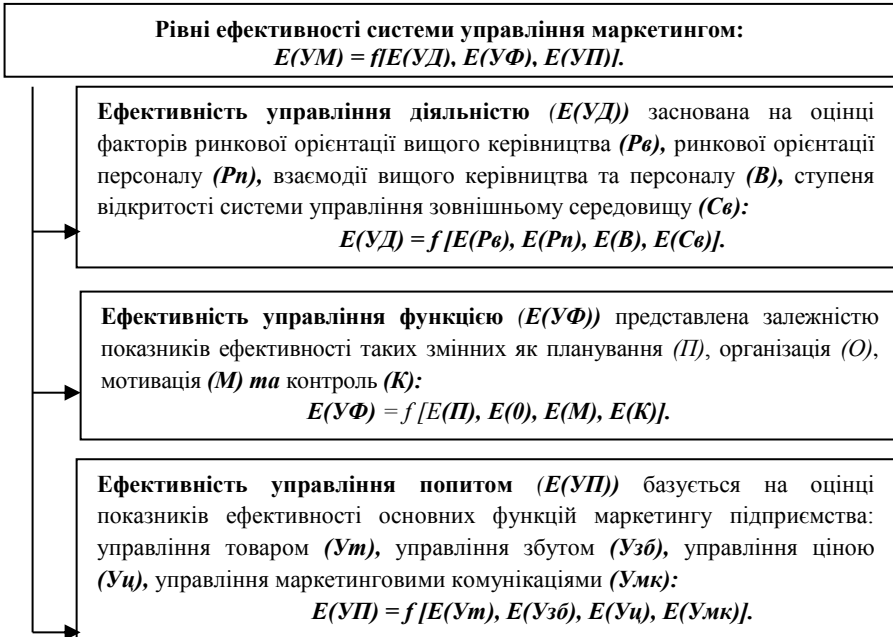 Рівні ефективності системи управління маркетингом:
Е(УМ) = f[Е(УД), Е(УФ), Е(УП)].
Ефективність управління діяльністю (Е(УД)) заснована на оцінці
факторів ринкової орієнтації вищого керівництва (Рв), ринкової орієнтації
персоналу (Рп), взаємодії вищого керівництва та персоналу (В), ступеня
відкритості системи управління зовнішньому середовищу (Св):
Е(УД) = f [Е(Рв), Е(Рп), Е(В), Е(Св)].
Ефективність управління функцією (Е(УФ)) представлена залежністю
показників ефективності таких змінних як планування (П), організація (О),
мотивація (М) та контроль (К):
Е(УФ) = f [Е(П), Е(0), Е(М), Е(К)].
Ефективність управління попитом (Е(УП)) базується на оцінці
показників ефективності основних функцій маркетингу підприємства:
управління товаром (Ут), управління збутом (Узб), управління ціною
(Уц), управління маркетинговими комунікаціями (Умк):
Е(УП) = f [Е(Ут), Е(Узб), Е(Уц), Е(Умк)].